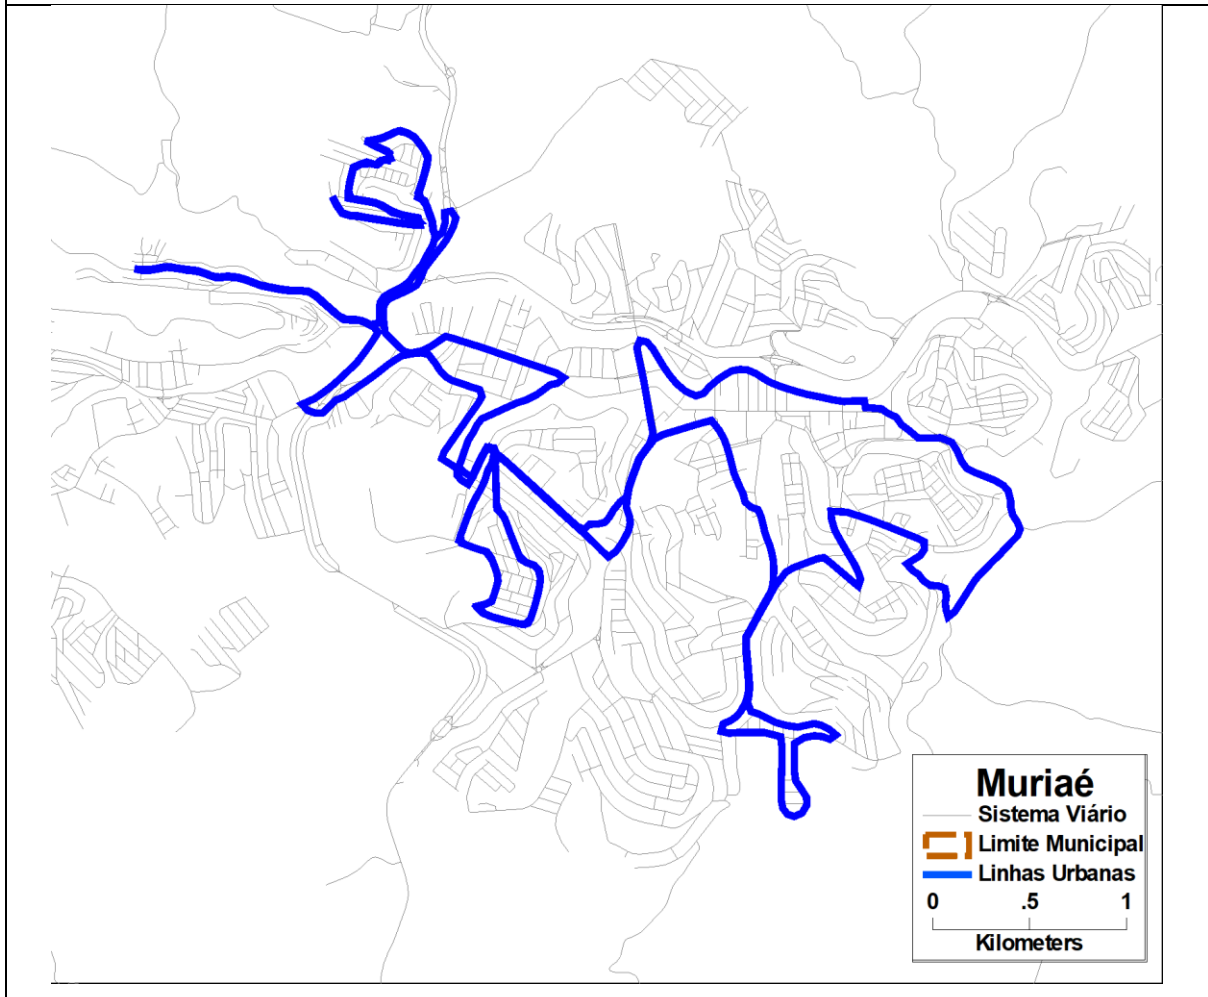 Muriaé
Sistema Viário
Limite Municipal
Linhas Urbanas
0 .5 1
Kilometers